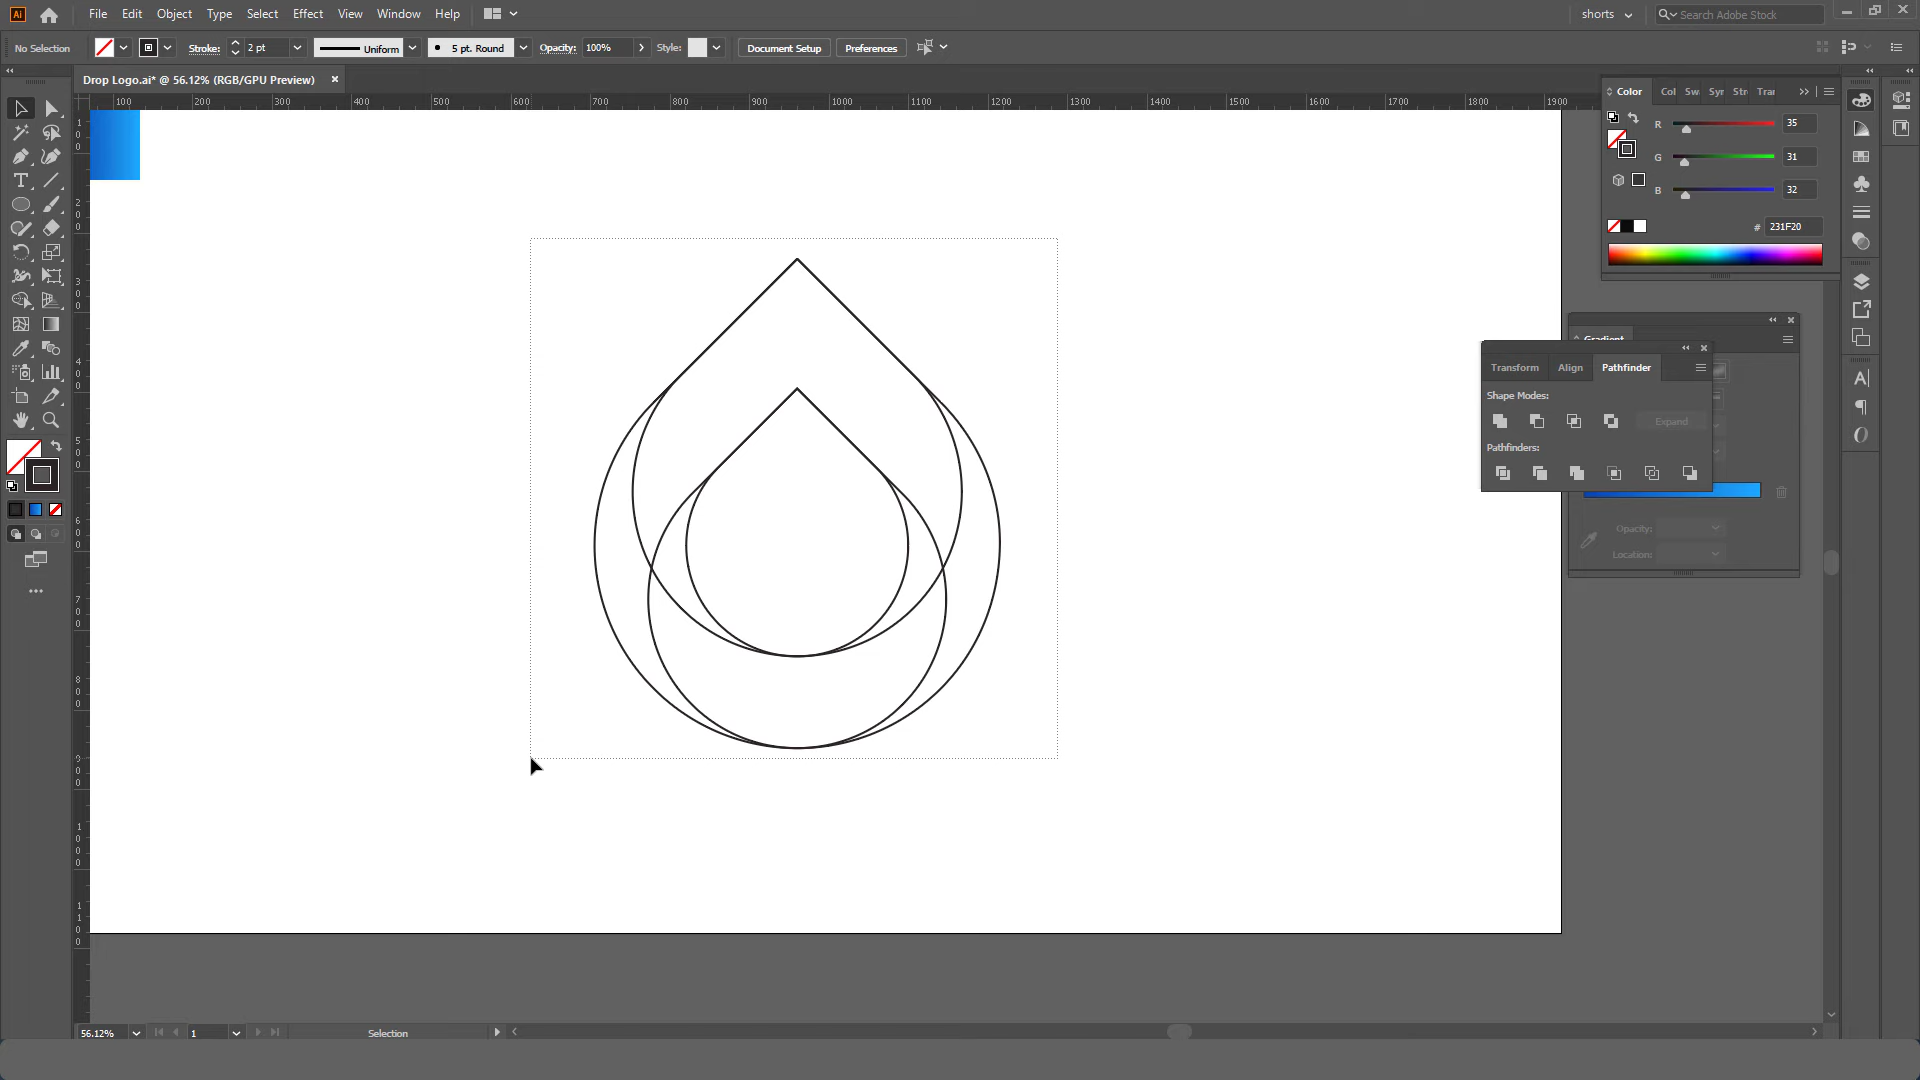 Ai File Edit Object Type Select Effect View Window Help shorts Search Adobe Stock
No Selection Stroke: 2 pt Uniform 5 pt. Round Opacity: 100% Style: Document Setup Preferences
Drop Logo.ai* @ 56.12% (RGB/GPU Preview)
100 200 300 400 500 600 700 800 900 1000 1100 1200 1300 1400 1500 1600 1700 1800 1900
Color Col Sw Syr Str Trar
R 35
G 31
B 32
# 231F20
Gradient
Transform Align Pathfinder
Shape Modes:
Expand
Pathfinders:
Opacity:
Location:
56.12% 1 Selection